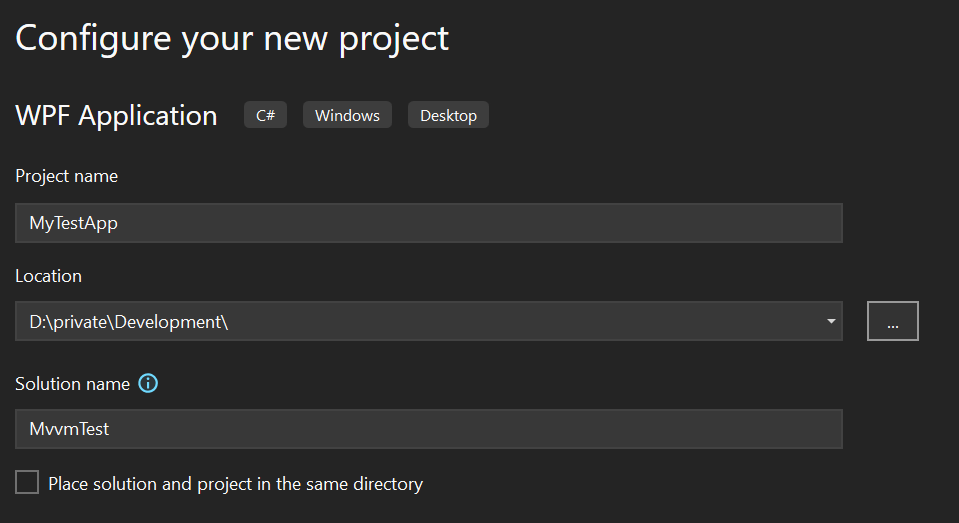 Configure your new project
WPF Application C# Windows Desktop
Project name
MyTestApp
Location
D:\private\Development\
...
Solution name
MvvmTest
Place solution and project in the same directory